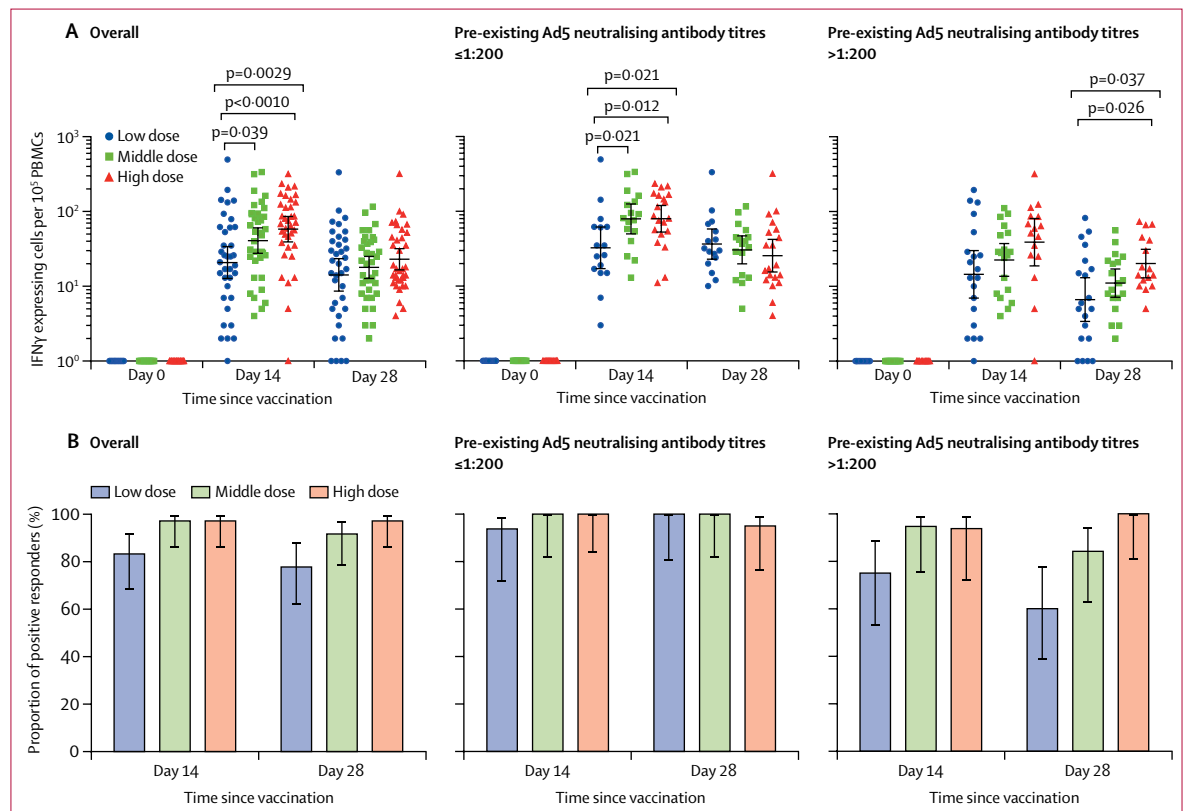 A Overall
Pre-existing Ad5 neutralising antibody titres
≤1:200
Pre-existing Ad5 neutralising antibody titres
>1:200
p=0·0029
p<0·0010
p=0·039
p=0·021
p=0·012
p=0·021
p=0·037
p=0·026
Low dose
Middle dose
High dose
IFNγ expressing cells per 10⁵ PBMCs
10³
10²
10¹
10⁰
Day 0
Day 14
Day 28
Time since vaccination
Day 0
Day 14
Day 28
Time since vaccination
Day 0
Day 14
Day 28
Time since vaccination
B Overall
Pre-existing Ad5 neutralising antibody titres
≤1:200
Pre-existing Ad5 neutralising antibody titres
>1:200
Low dose
Middle dose
High dose
Proportion of positive responders (%)
100
80
60
40
20
0
Day 14
Day 28
Time since vaccination
Day 14
Day 28
Time since vaccination
Day 14
Day 28
Time since vaccination